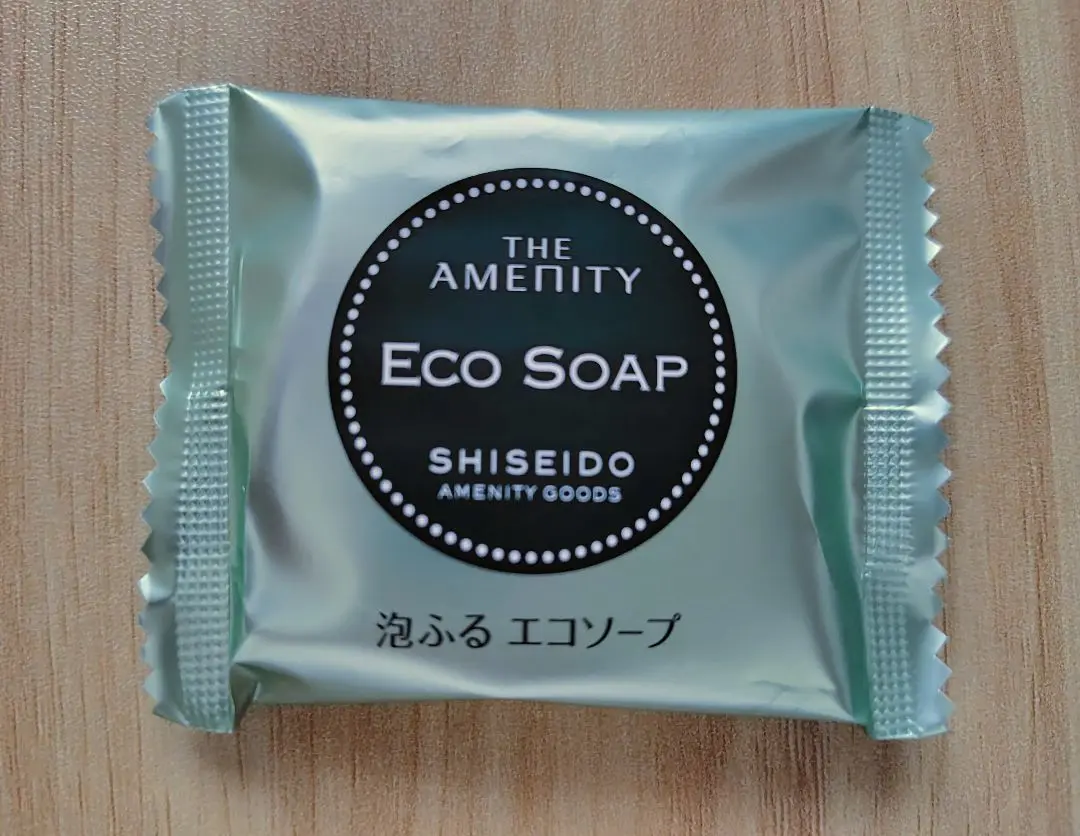 THE
AMENITY
ECO SOAP
SHISEIDO
AMENITY GOODS
泡ふる エコソープ